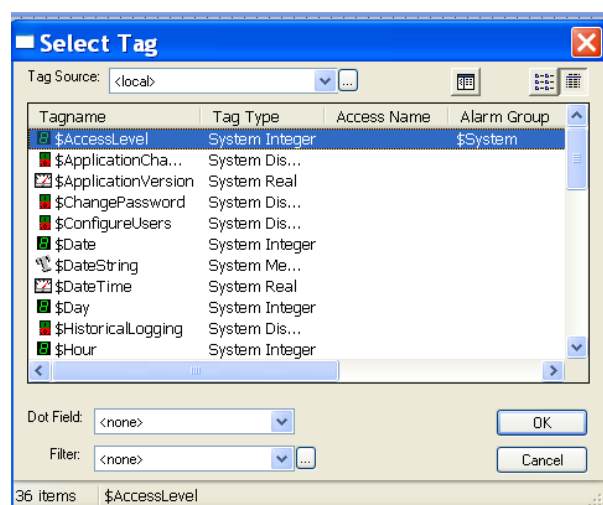 Select Tag
Tag Source: <local> ...
Tagname Tag Type Access Name Alarm Group
$AccessLevel System Integer $System
$ApplicationCha... System Dis...
$ApplicationVersion System Real
$ChangePassword System Dis...
$ConfigureUsers System Dis...
$Date System Integer
$DateString System Me...
$DateTime System Real
$Day System Integer
$HistoricalLogging System Dis...
$Hour System Integer
Dot Field: <none> OK
Filter: <none> ... Cancel
36 items $AccessLevel